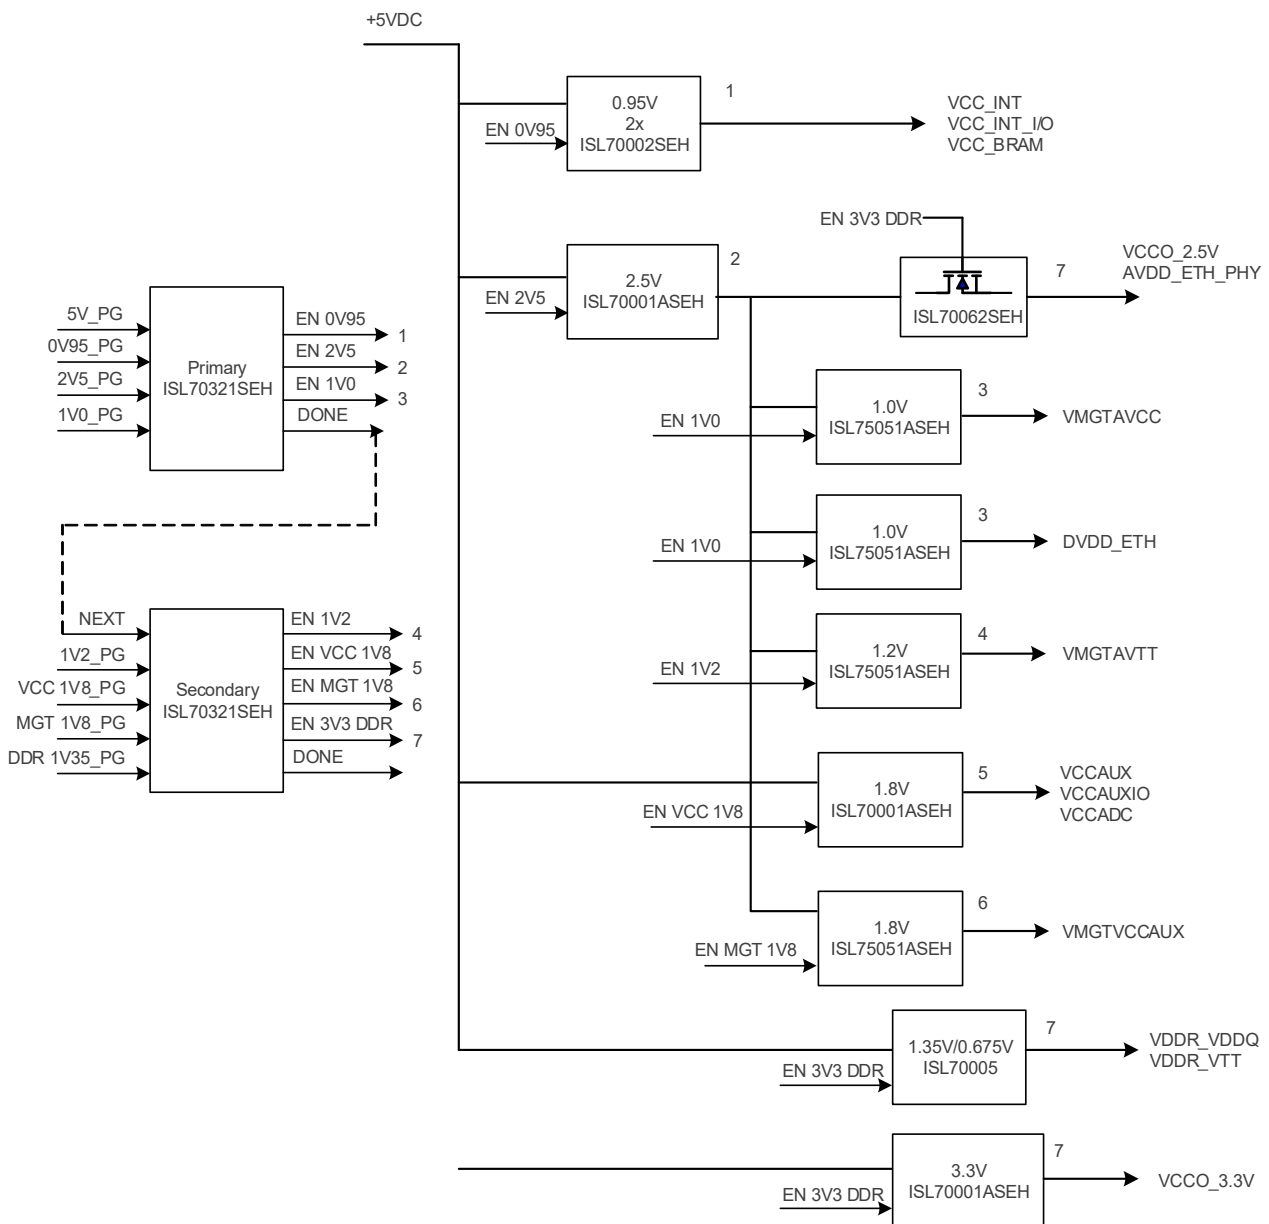 +5VDC
0.95V
2x
ISL70002SEH
EN 0V95
1
VCC_INT
VCC_INT_I/O
VCC_BRAM
EN 3V3 DDR
2.5V
ISL70001ASEH
EN 2V5
2
ISL70062SEH
7
VCCO_2.5V
AVDD_ETH_PHY
5V_PG
0V95_PG
2V5_PG
1V0_PG
Primary
ISL70321SEH
EN 0V95
1
EN 2V5
2
EN 1V0
3
DONE
1.0V
ISL75051ASEH
EN 1V0
3
VMGTAVCC
1.0V
ISL75051ASEH
EN 1V0
3
DVDD_ETH
NEXT
1V2_PG
VCC 1V8_PG
MGT 1V8_PG
DDR 1V35_PG
Secondary
ISL70321SEH
EN 1V2
4
EN VCC 1V8
5
EN MGT 1V8
6
EN 3V3 DDR
7
DONE
1.2V
ISL75051ASEH
EN 1V2
4
VMGTAVTT
1.8V
ISL70001ASEH
EN VCC 1V8
5
VCCAUX
VCCAUXIO
VCCADC
1.8V
ISL75051ASEH
EN MGT 1V8
6
VMGTVCCAUX
1.35V/0.675V
ISL70005
EN 3V3 DDR
7
VDDR_VDDQ
VDDR_VTT
3.3V
ISL70001ASEH
EN 3V3 DDR
7
VCCO_3.3V